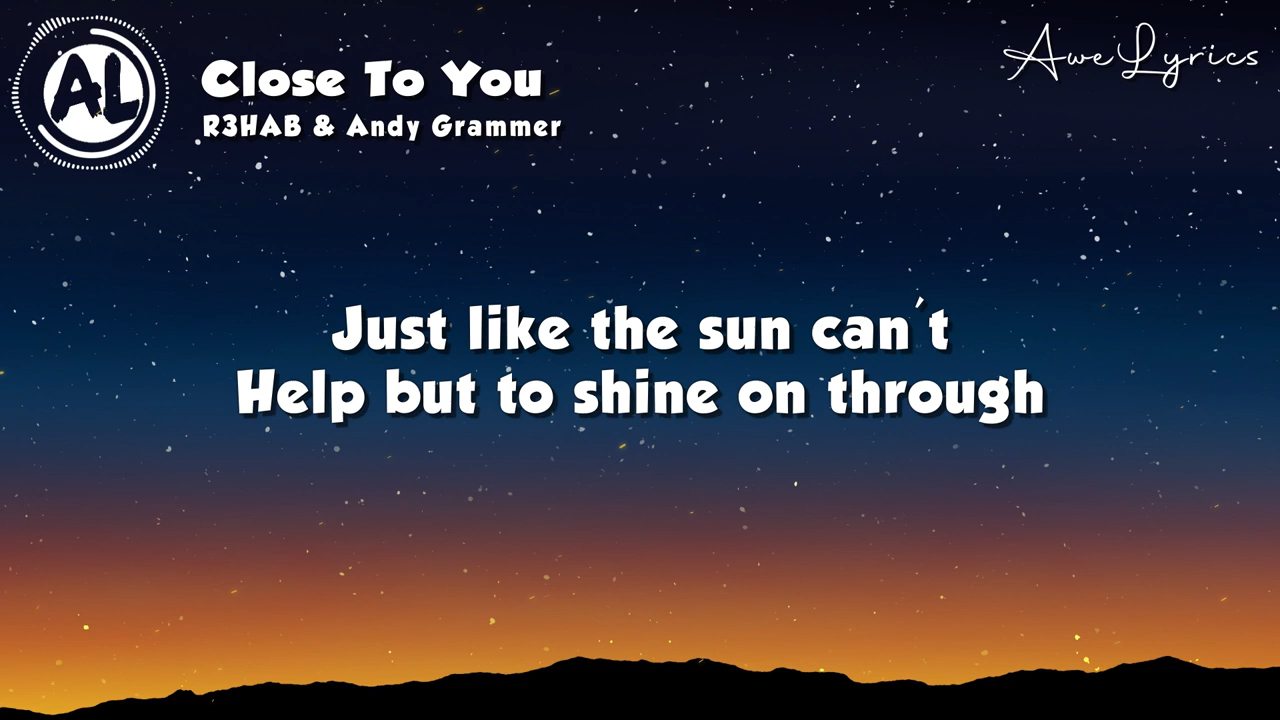 AL
Close To You
R3HAB & Andy Grammer
AweLyrics
Just like the sun can't
Help but to shine on through